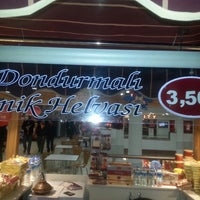 Dondurmalı
nik Helvası
3,50